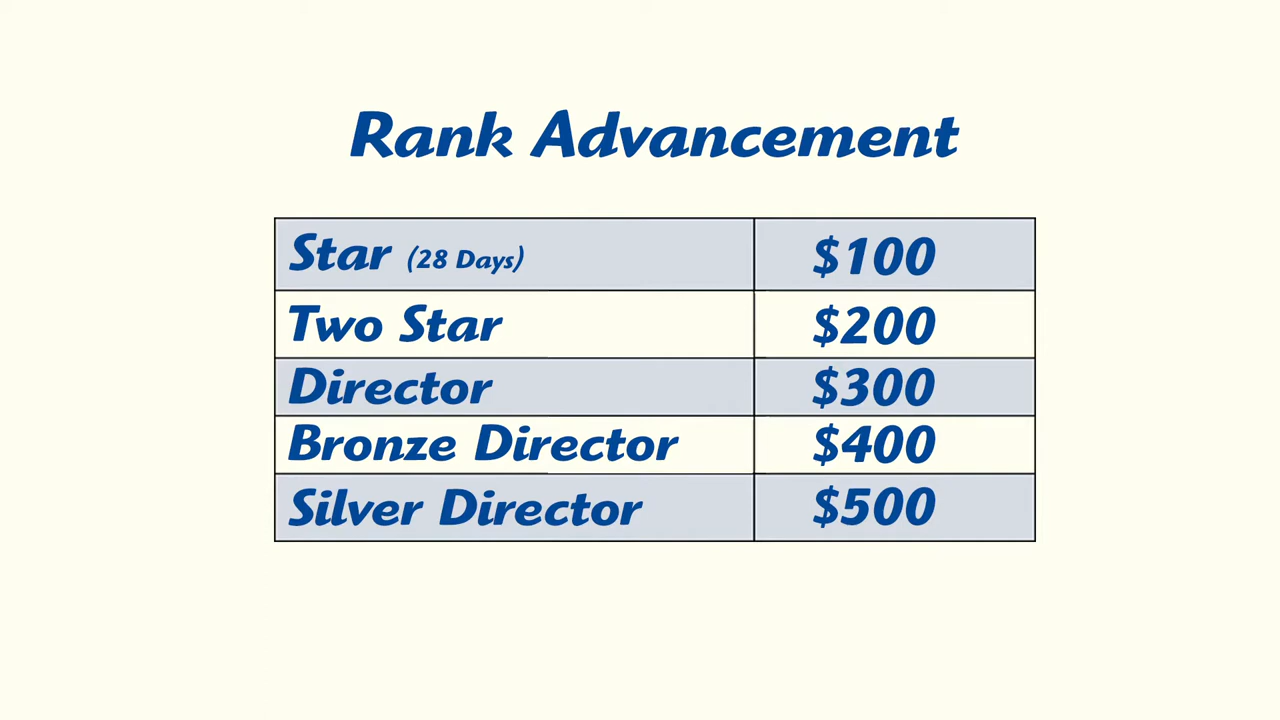 Rank Advancement
Star (28 Days) $100
Two Star $200
Director $300
Bronze Director $400
Silver Director $500